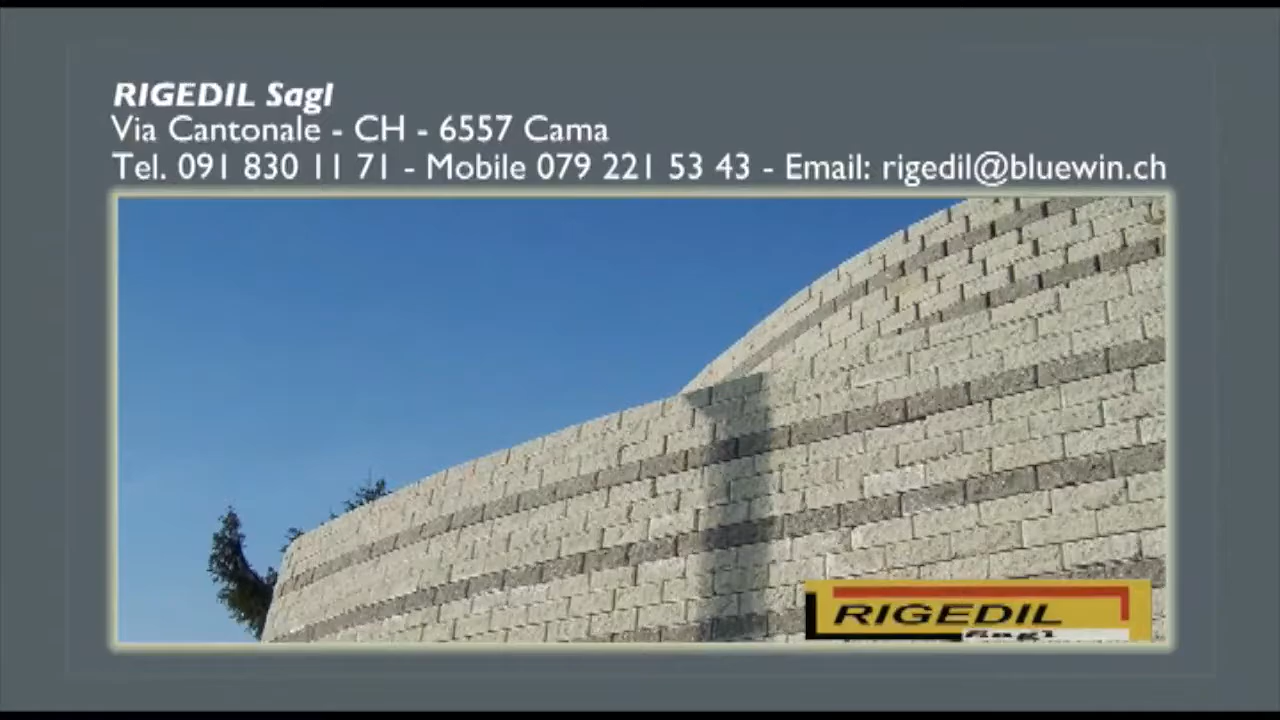 RIGEDIL Sagl
Via Cantonale - CH - 6557 Cama
Tel. 091 830 11 71 - Mobile 079 221 53 43 - Email: rigedil@bluewin.ch
RIGEDIL
Sagl